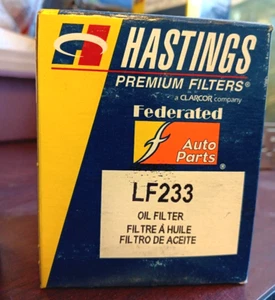 HASTINGS
PREMIUM FILTERS®
a CLARCOR company
Federated
Auto
Parts®
LF233
OIL FILTER
FILTRE À HUILE
FILTRO DE ACEITE